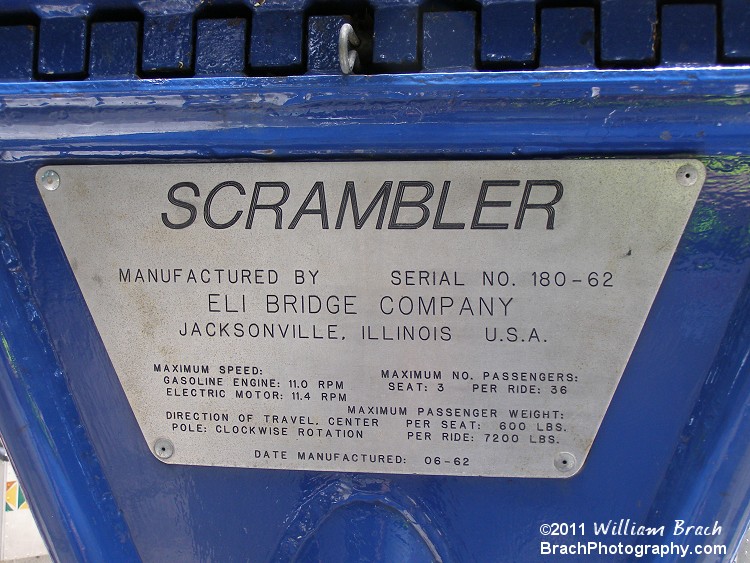 SCRAMBLER
MANUFACTURED BY SERIAL NO. 180-62
ELI BRIDGE COMPANY
JACKSONVILLE, ILLINOIS U.S.A.
MAXIMUM SPEED:
GASOLINE ENGINE: 11.0 RPM
ELECTRIC MOTOR: 11.4 RPM
MAXIMUM NO. PASSENGERS:
SEAT: 3 PER RIDE: 36
DIRECTION OF TRAVEL, CENTER
POLE: CLOCKWISE ROTATION
MAXIMUM PASSENGER WEIGHT:
PER SEAT: 600 LBS.
PER RIDE: 7200 LBS.
DATE MANUFACTURED: 06-62
©2011 William Brach
BrachPhotography.com